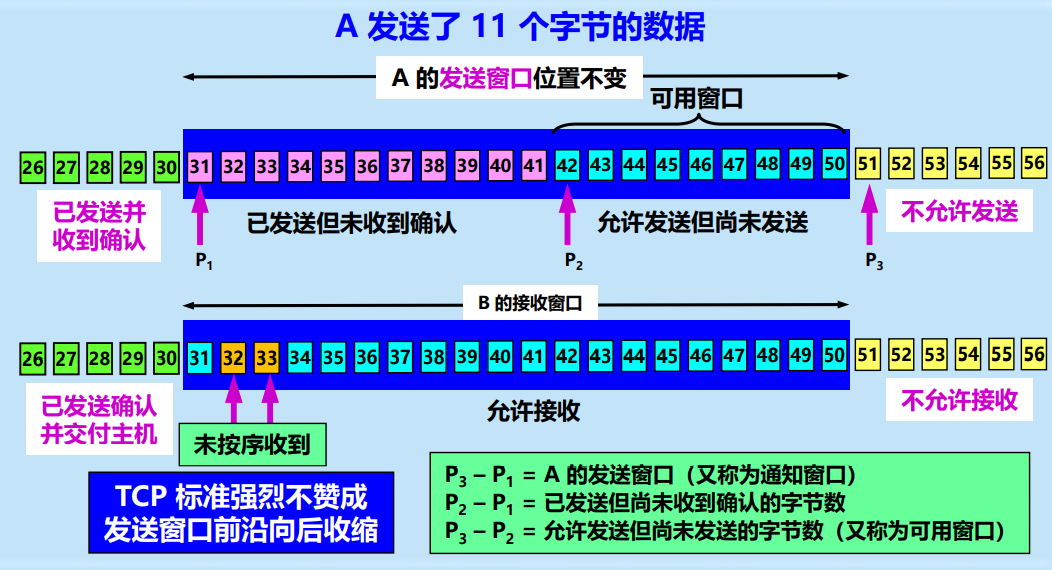 A 发送了 11 个字节的数据
A 的发送窗口位置不变
可用窗口
26 27 28 29 30 31 32 33 34 35 36 37 38 39 40 41 42 43 44 45 46 47 48 49 50 51 52 53 54 55 56
已发送并
收到确认
已发送但未收到确认
允许发送但尚未发送
不允许发送
P1
P2
P3
B 的接收窗口
26 27 28 29 30 31 32 33 34 35 36 37 38 39 40 41 42 43 44 45 46 47 48 49 50 51 52 53 54 55 56
已发送确认
并交付主机
未按序收到
允许接收
不允许接收
TCP 标准强烈不赞成
发送窗口前沿向后收缩
P3 – P1 = A 的发送窗口（又称为通知窗口）
P2 – P1 = 已发送但尚未收到确认的字节数
P3 – P2 = 允许发送但尚未发送的字节数（又称为可用窗口）